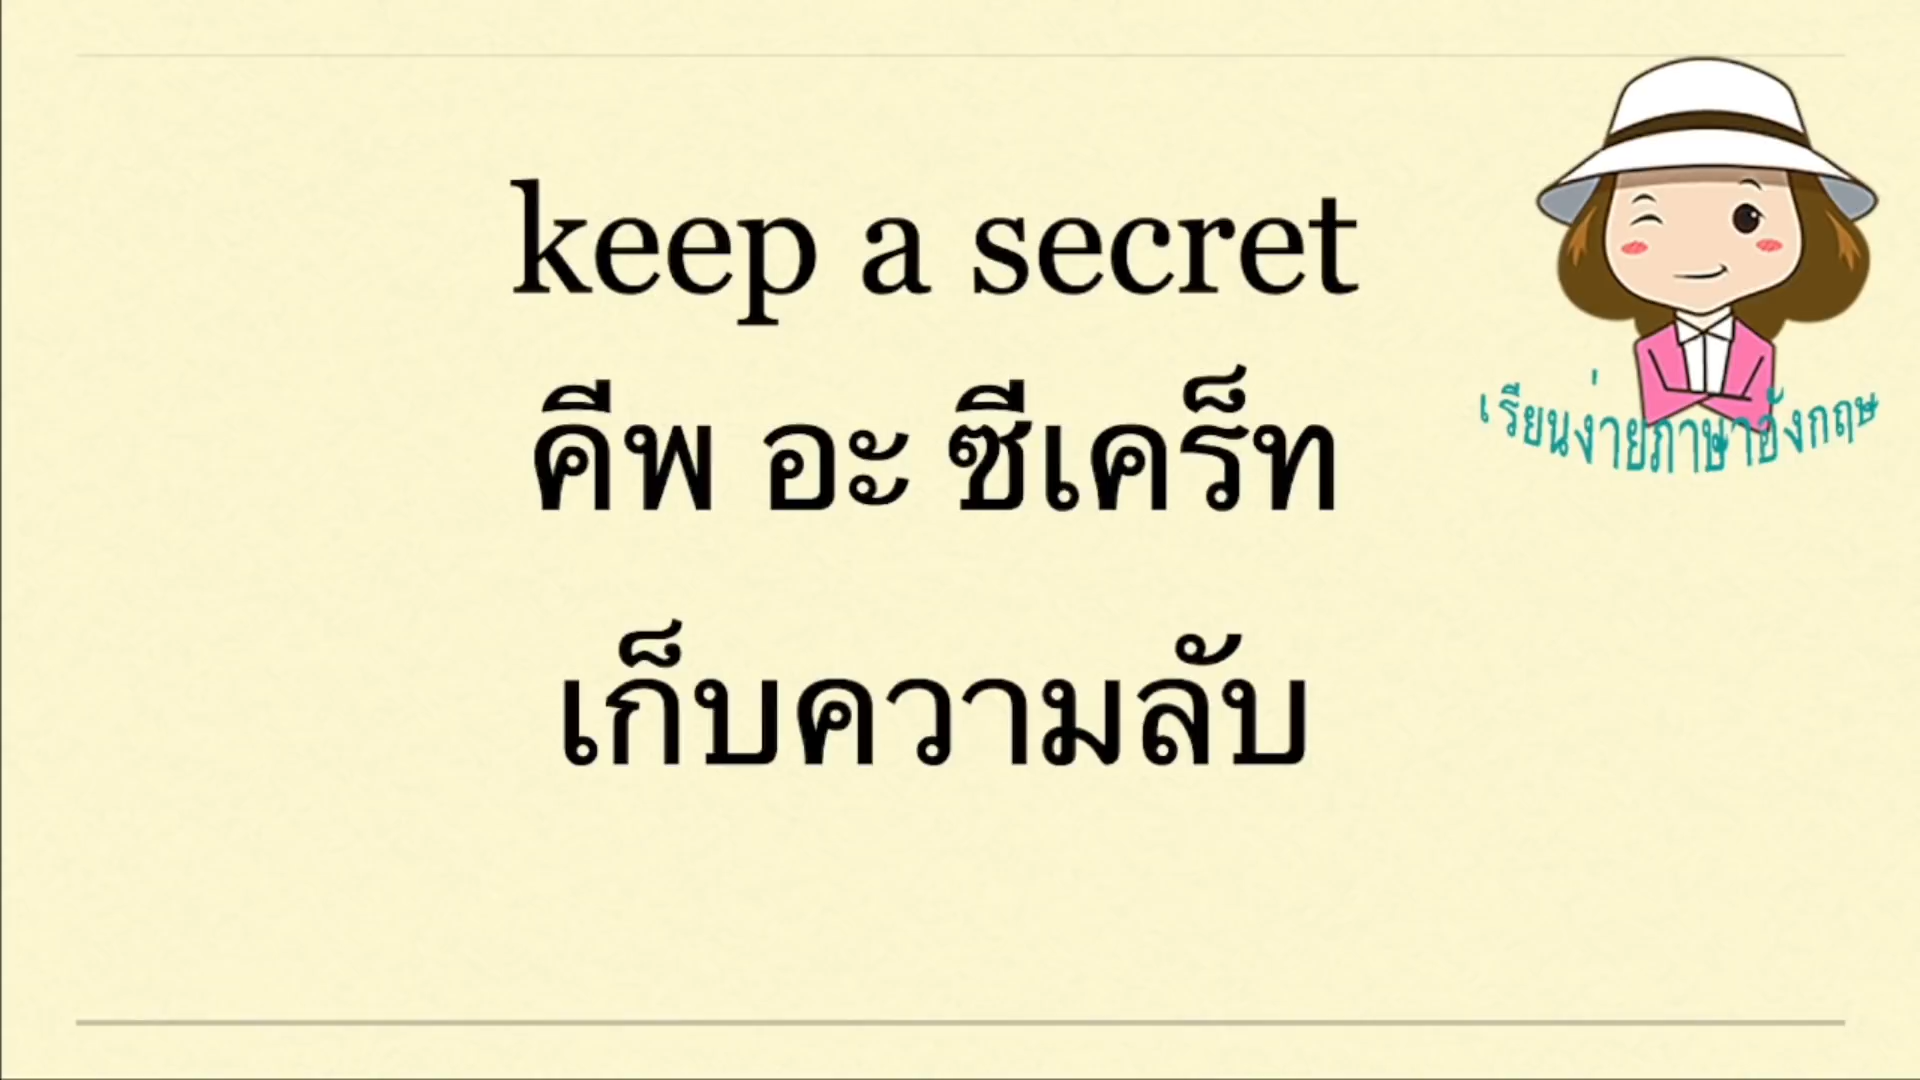 keep a secret
คีพ อะ ซีเคร็ท
เก็บความลับ
เรียนง่ายภาษาอังกฤษ